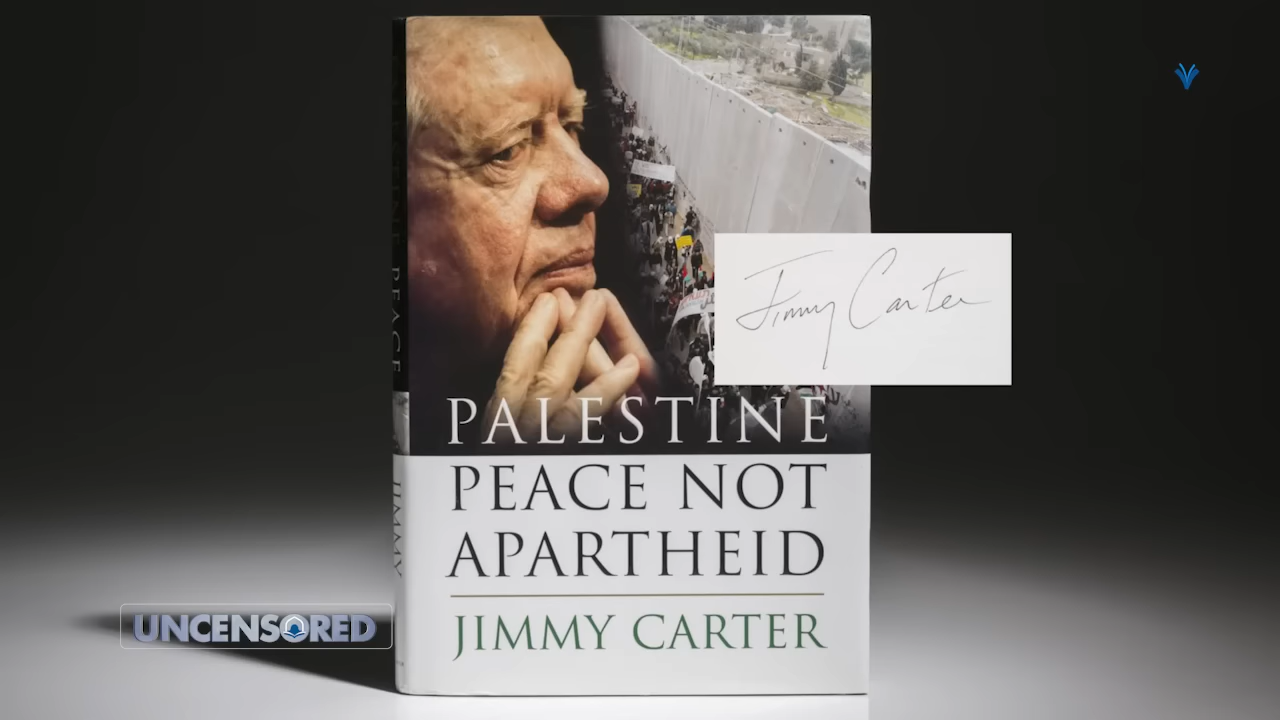 Jimmy Carter
PALESTINE
PEACE NOT
APARTHEID
JIMMY CARTER
PEACE
JIMMY
UNCENSORED